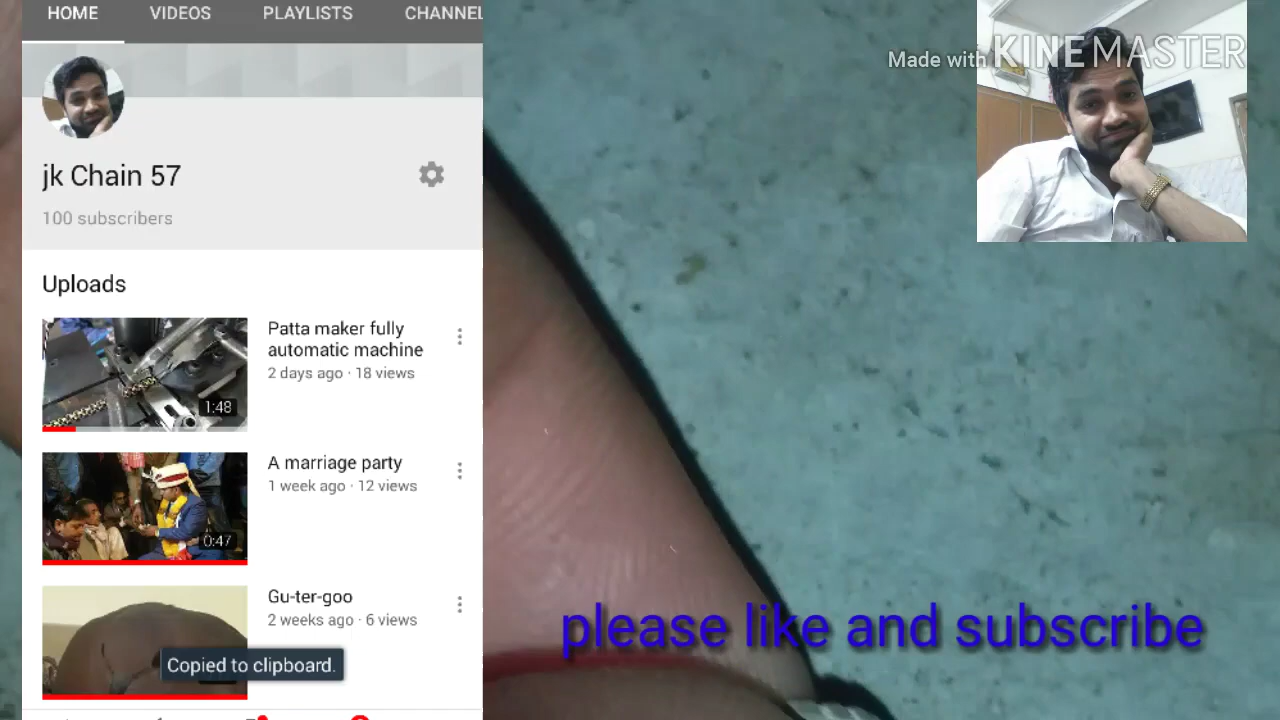 HOME VIDEOS PLAYLISTS CHANNEL
Made with KINEMASTER
jk Chain 57
100 subscribers
Uploads
Patta maker fully
automatic machine
2 days ago · 18 views
1:48
A marriage party
1 week ago · 12 views
0:47
Gu-ter-goo
2 weeks ago · 6 views
Copied to clipboard.
please like and subscribe